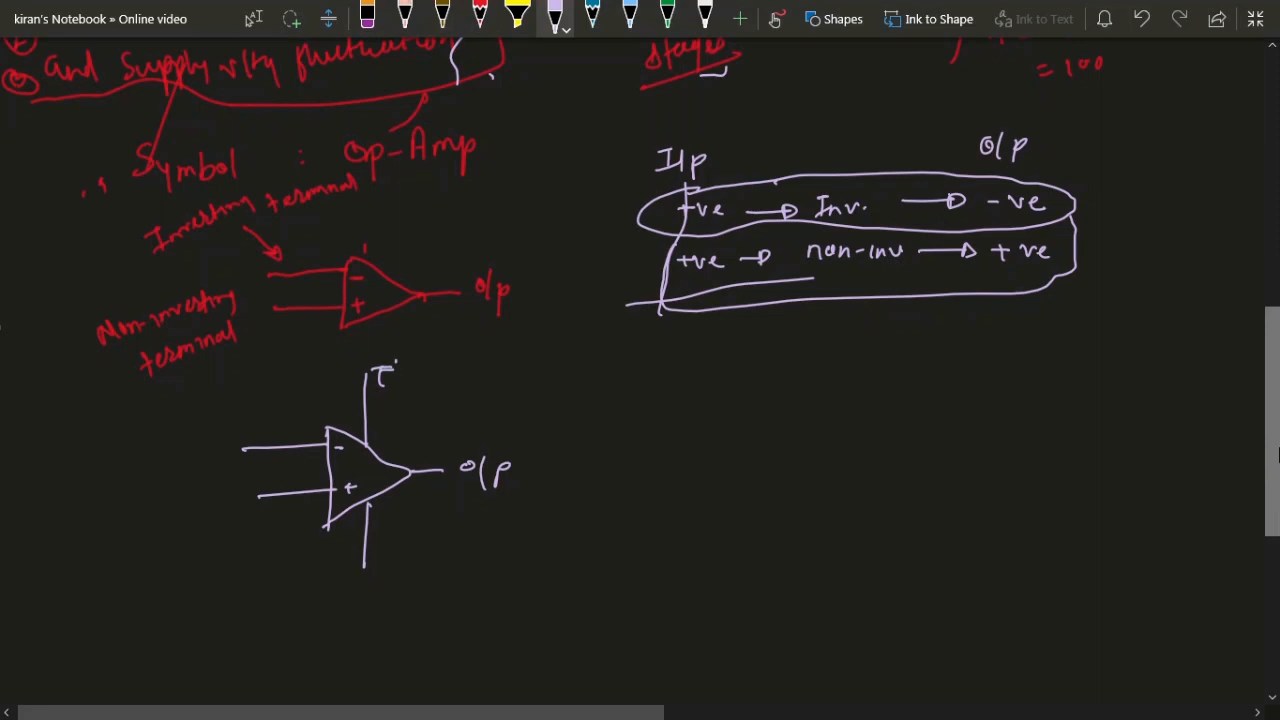 kiran's Notebook » Online video
Shapes
Ink to Shape
Ink to Text
and Supply vltg fluctuation
Stages
= 100
Symbol : Op-Amp
Inverting terminal
-
+
o/p
Non-inverting
terminal
I/p O/p
+ve → Inv. → -ve
+ve → non-inv → +ve
-
+
o/p